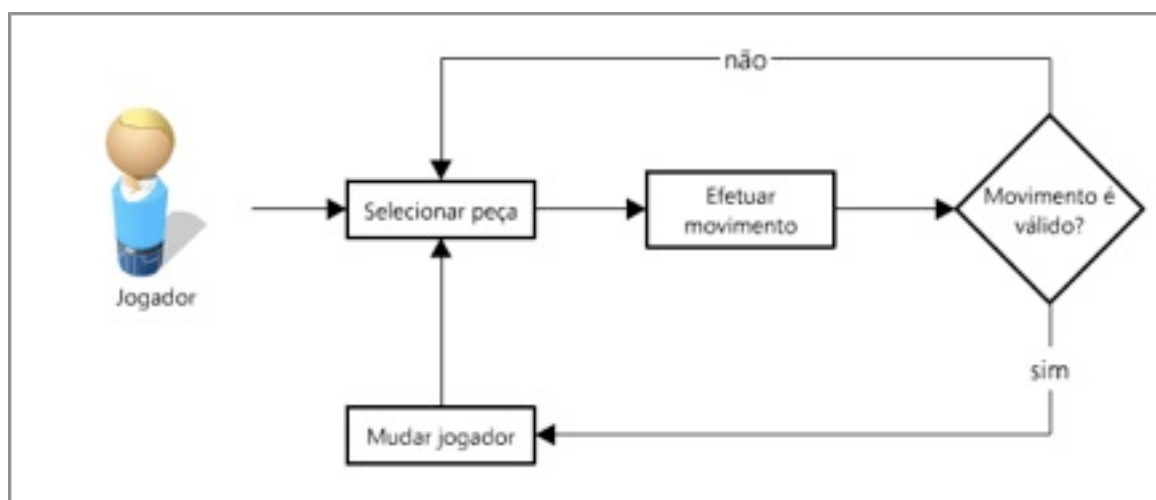 não
Selecionar peça
Efetuar
movimento
Movimento é
válido?
Jogador
sim
Mudar jogador